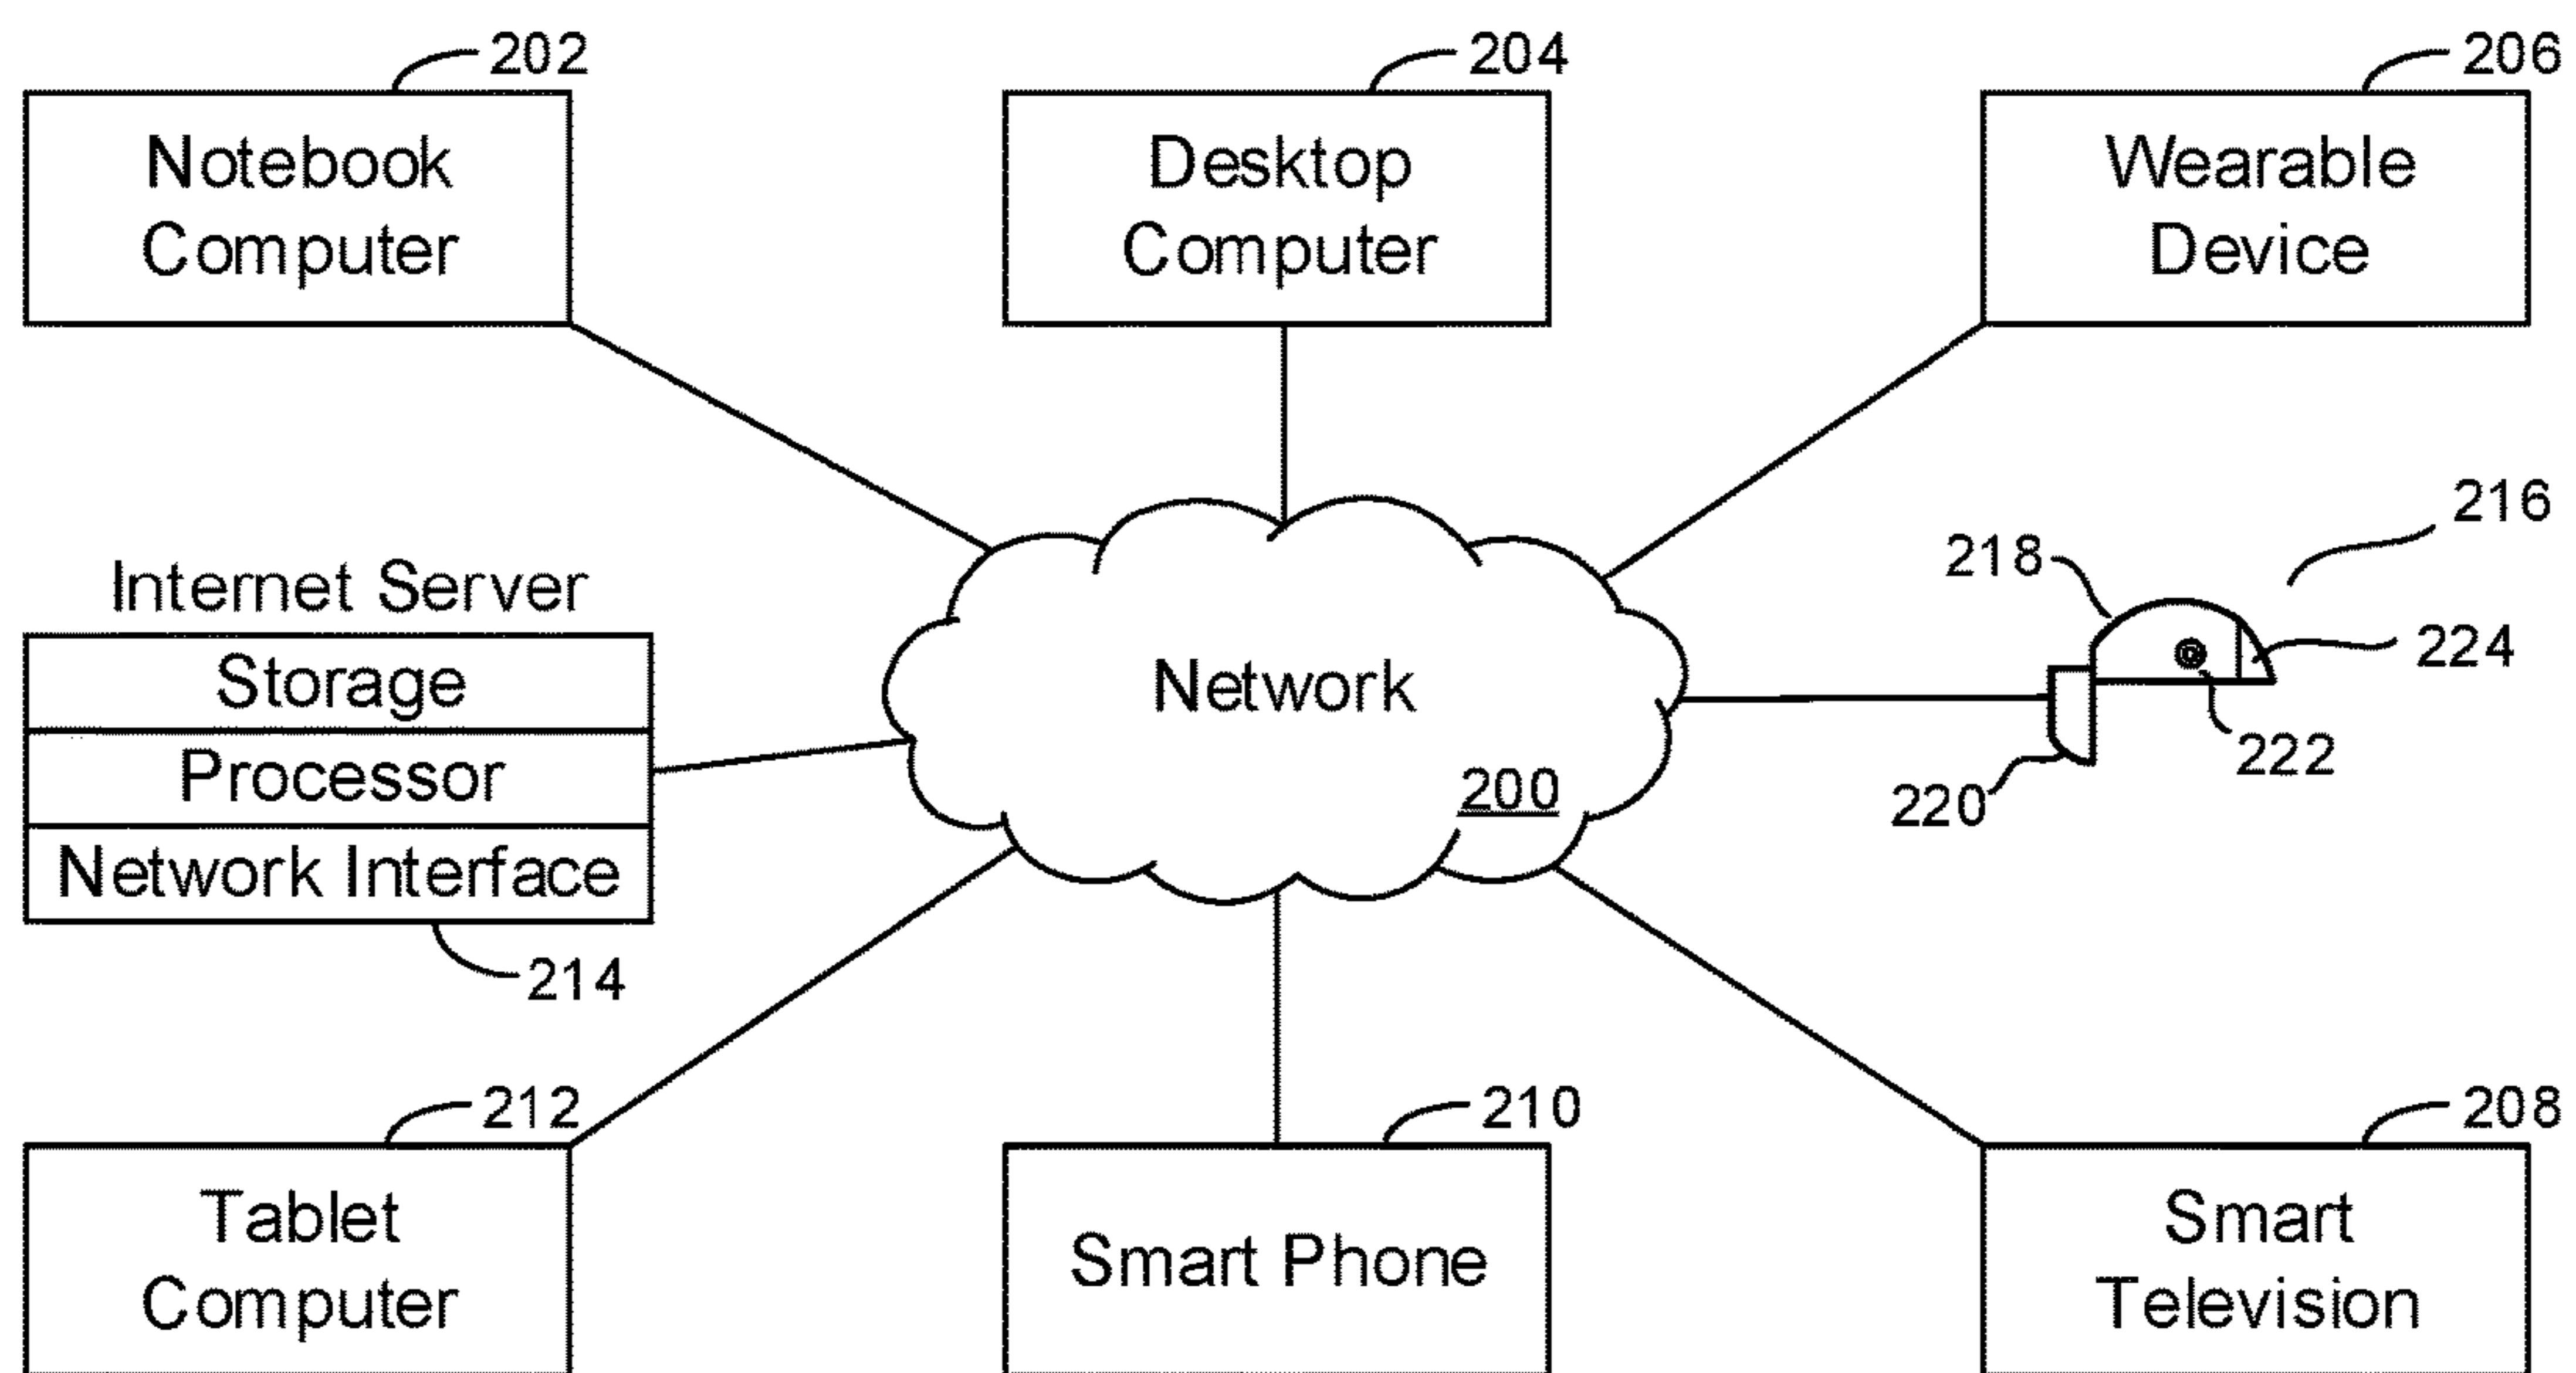 202
204
206
Notebook
Computer
Desktop
Computer
Wearable
Device
216
218
224
222
220
Internet Server
Storage
Processor
Network Interface
214
Network
200
212
210
208
Tablet
Computer
Smart Phone
Smart
Television